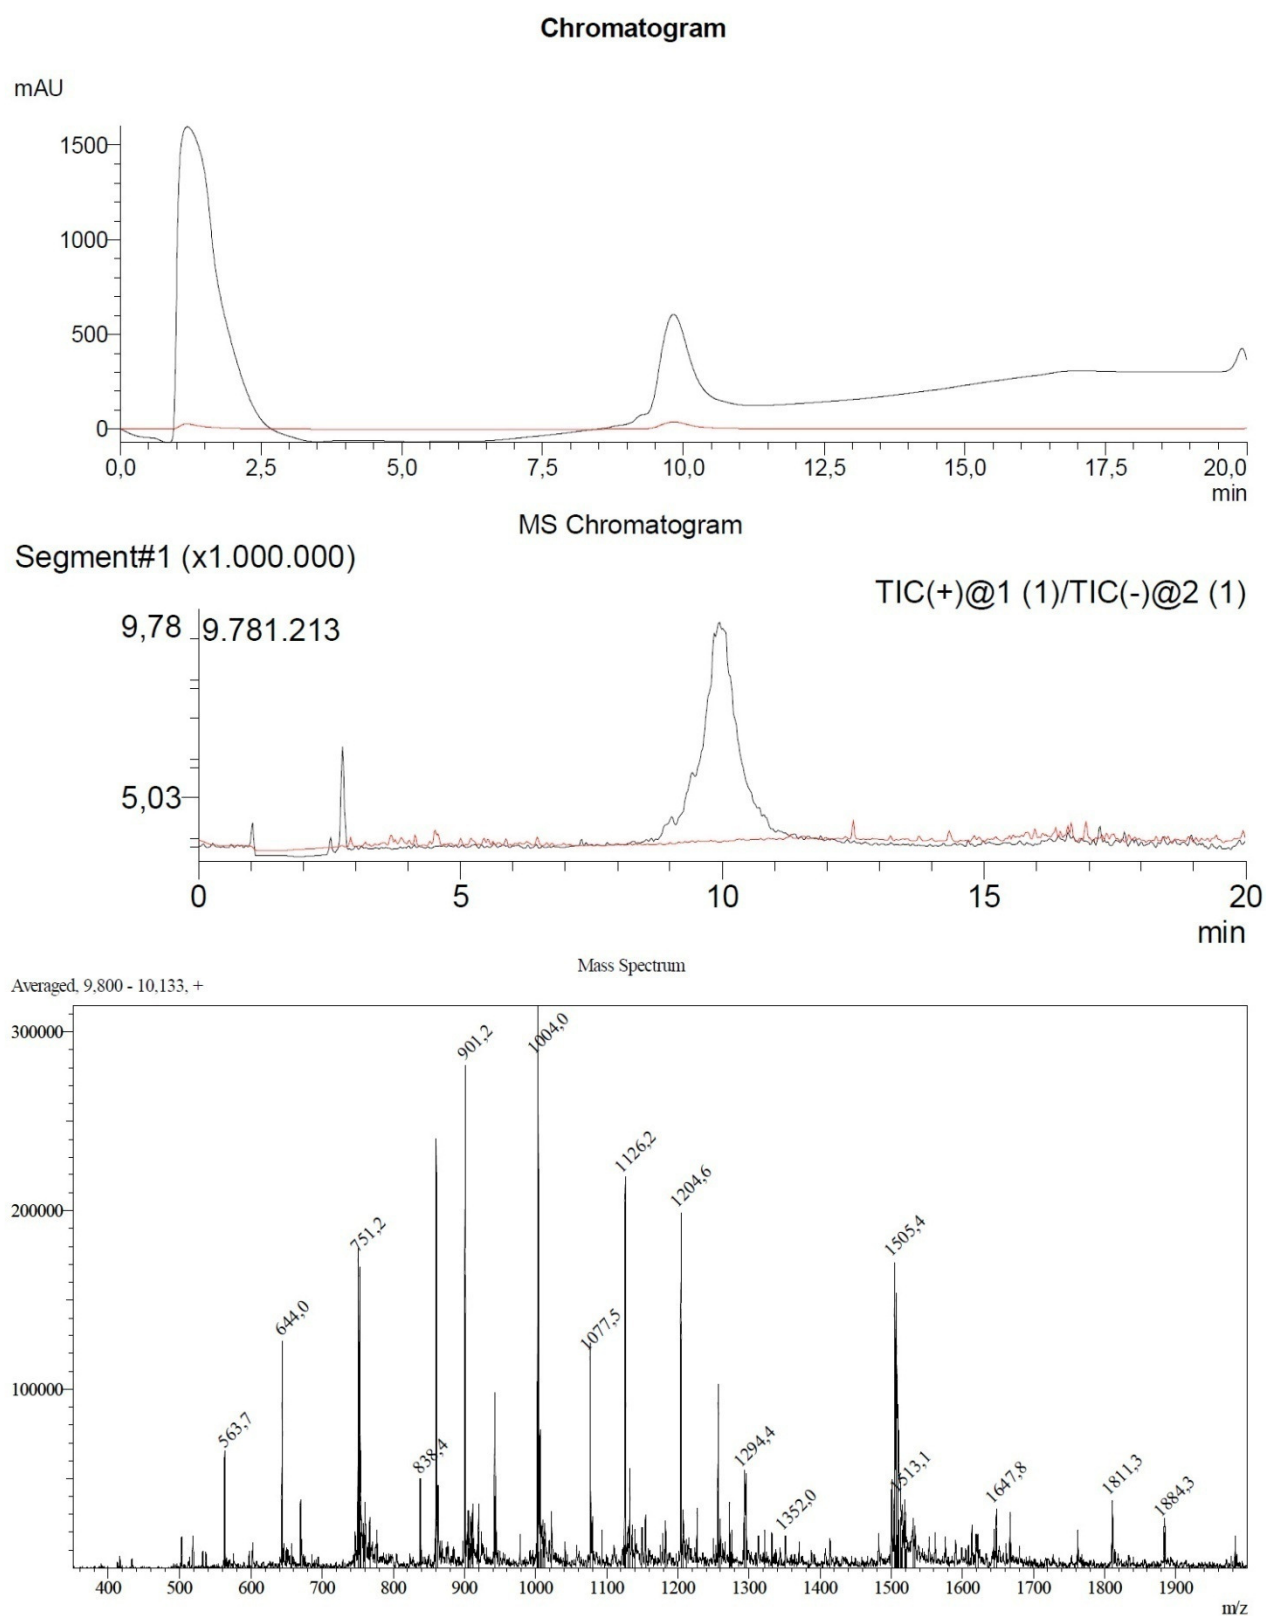 Chromatogram
mAU
1500
1000
500
0
0,0 2,5 5,0 7,5 10,0 12,5 15,0 17,5 20,0
min
MS Chromatogram
Segment#1 (x1.000.000)
TIC(+)@1 (1)/TIC(-)@2 (1)
9,78 9.781.213
5,03
0 5 10 15 20
min
Mass Spectrum
Averaged, 9,800 - 10,133, +
300000
200000
100000
563,7 644,0 751,2 838,4 901,2 1004,0 1077,5 1126,2 1204,6 1294,4 1352,0 1505,4 1513,1 1647,8 1811,3 1884,3
400 500 600 700 800 900 1000 1100 1200 1300 1400 1500 1600 1700 1800 1900
m/z